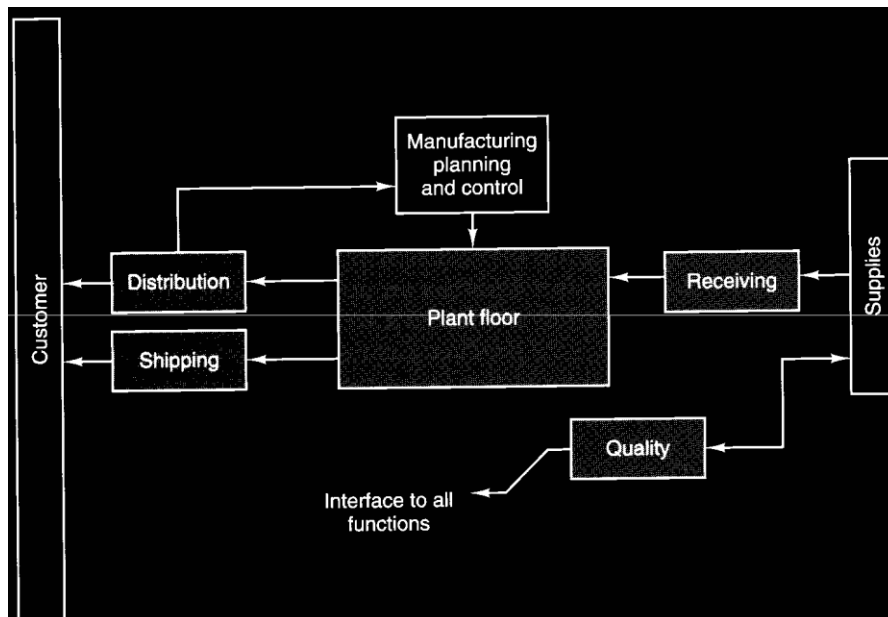 Manufacturing
planning
and control
Customer
Distribution
Plant floor
Receiving
Supplies
Shipping
Quality
Interface to all
functions